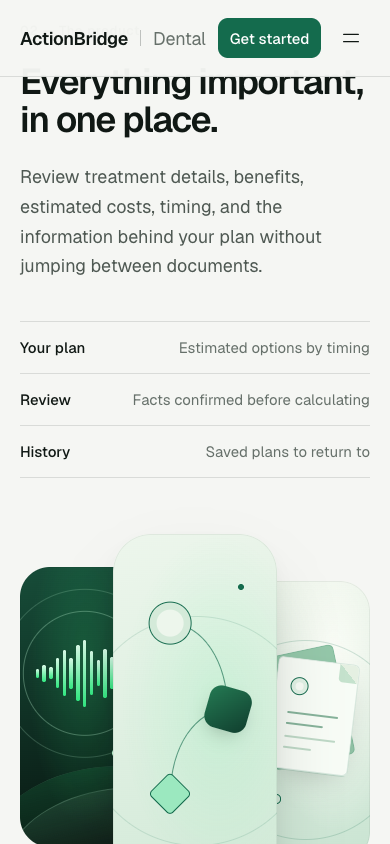 ActionBridge | Dental Get started
Everything important,
in one place.
Review treatment details, benefits,
estimated costs, timing, and the
information behind your plan without
jumping between documents.
Your plan Estimated options by timing
Review Facts confirmed before calculating
History Saved plans to return to